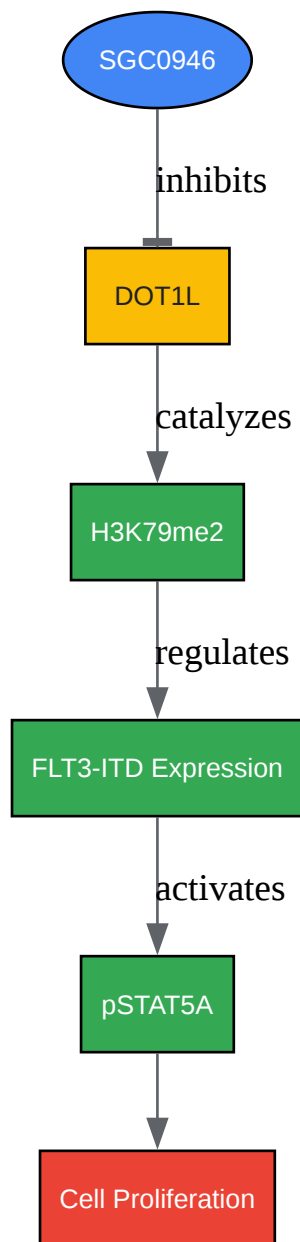 SGC0946
inhibits
DOT1L
catalyzes
H3K79me2
regulates
FLT3-ITD Expression
activates
pSTAT5A
Cell Proliferation